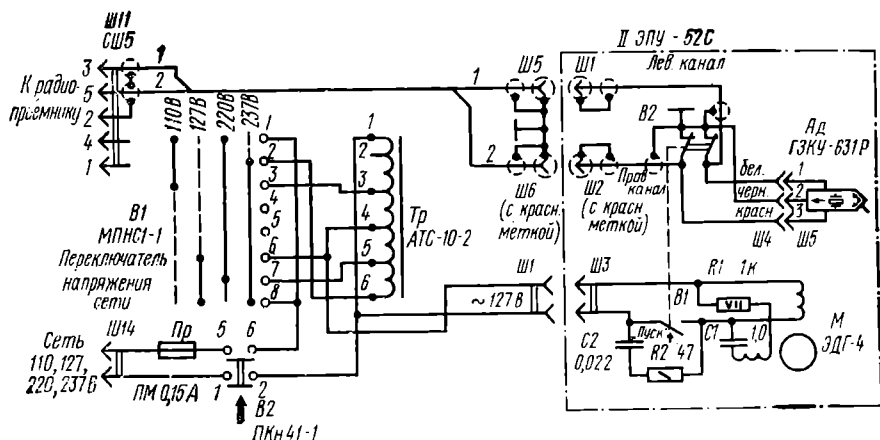 Ш11
СШ5
3
1
2
К радио-
приёмнику
5
2
4
1
110В
127В
220В
237В
1
2
3
4
5
6
7
8
В1
МПНС1-1
Переключатель
напряжения
сети
Сеть
110, 127,
220, 237В
Ш14
Пр
ПМ 0,15А
5
6
1
2
В2
ПКн 41-1
1
2
3
4
5
6
Тр
АТС-10-2
1
2
Ш5
Ш6
(с красн.
меткой)
Ш1
~127В
II ЭПУ - 52С
Ш1
Лев. канал
В2
Прав.
канал
Ш2
(с красн
меткой)
Ад
ГЗКУ-631Р
бел.
черн.
красн
1
2
3
Ш4
Ш5
Ш3
R1 1к
VII
В1
Пуск
С2
0,022
R2 47
С1
1,0
М
ЭДГ-4